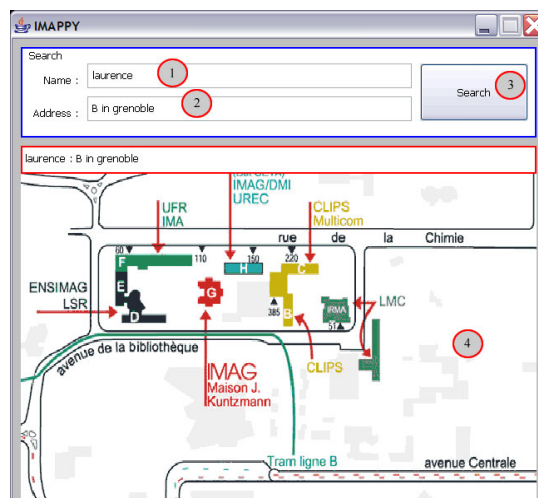 IMAPPY
Search
Name : laurence 1
Address : B in grenoble 2
Search 3
laurence : B in grenoble
IMAG/DMI
UREC
UFR
IMA
CLIPS
Multicom
rue de la Chimie
60 110 150 220
F
H
C
E
G
ENSIMAG
LSR
D
385
B
IRMA
51
LMC
4
avenue de la bibliothèque
IMAG
Maison J.
Kuntzmann
CLIPS
Tram ligne B
avenue Centrale